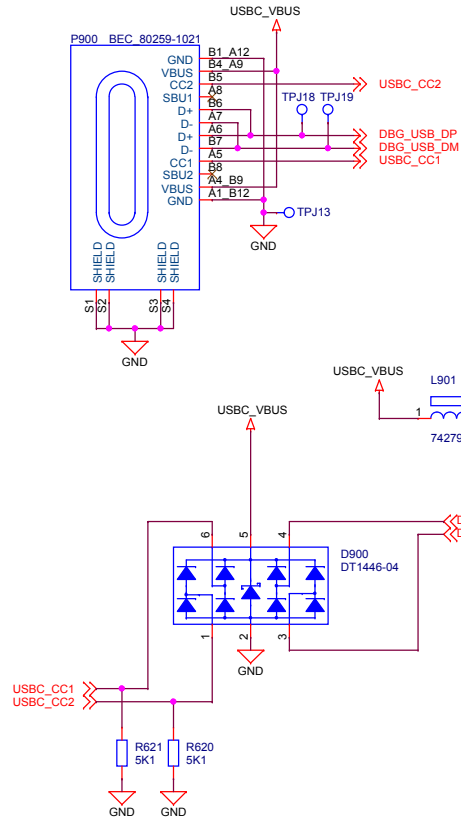 USBC_VBUS
P900 BEC_80259-1021
GND B1_A12
VBUS B4_A9
CC2 B5 USBC_CC2
SBU1 A8
D+ B6 TPJ18 TPJ19
D- A7
D+ A6 DBG_USB_DP
D- B7 DBG_USB_DM
CC1 A5 USBC_CC1
SBU2 B8
VBUS A4_B9
GND A1_B12
TPJ13
GND
SHIELD SHIELD SHIELD SHIELD
S1 S2 S3 S4
GND
USBC_VBUS L901
1
74279
USBC_VBUS
6 5 4
D900
DT1446-04
1 2 3
GND
USBC_CC1
USBC_CC2
R621 R620
5K1 5K1
GND GND